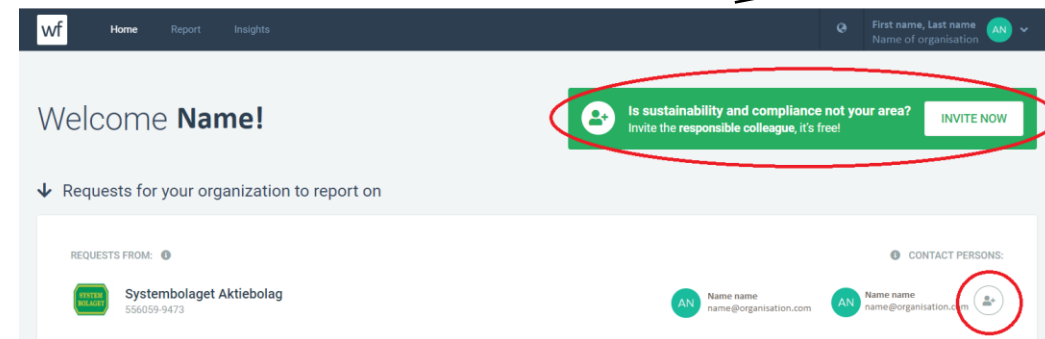 wf Home Report Insights First name, Last name AN
Name of organisation
Is sustainability and compliance not your area?
Invite the responsible colleague, it's free!
INVITE NOW
Welcome Name!
Requests for your organization to report on
REQUESTS FROM: CONTACT PERSONS:
SYSTEM
BOLAGET
Systembolaget Aktiebolag
556059-9473
AN Name name
name@organisation.com
AN Name name
name@organisation.com